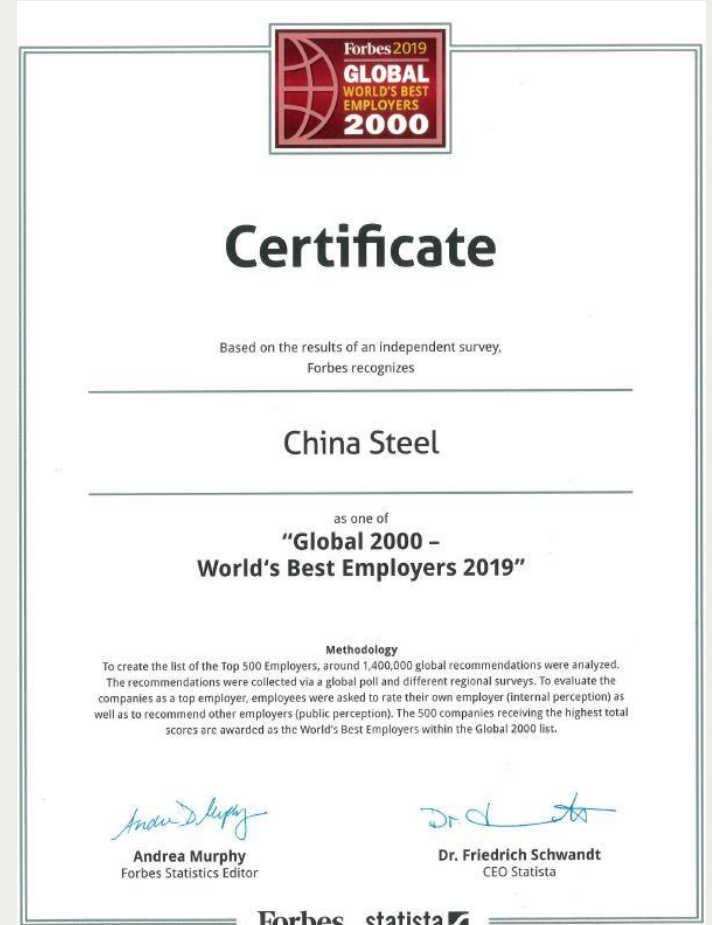 Forbes 2019
GLOBAL
WORLD'S BEST
EMPLOYERS
2000
Certificate
Based on the results of an independent survey,
Forbes recognizes
China Steel
as one of
“Global 2000 –
World's Best Employers 2019”
Methodology
To create the list of the Top 500 Employers, around 1,400,000 global recommendations were analyzed.
The recommendations were collected via a global poll and different regional surveys. To evaluate the
companies as a top employer, employees were asked to rate their own employer (internal perception) as
well as to recommend other employers (public perception). The 500 companies receiving the highest total
scores are awarded as the World's Best Employers within the Global 2000 list.
Andrea Murphy
Forbes Statistics Editor
Dr. Friedrich Schwandt
CEO Statista
Forbes statista